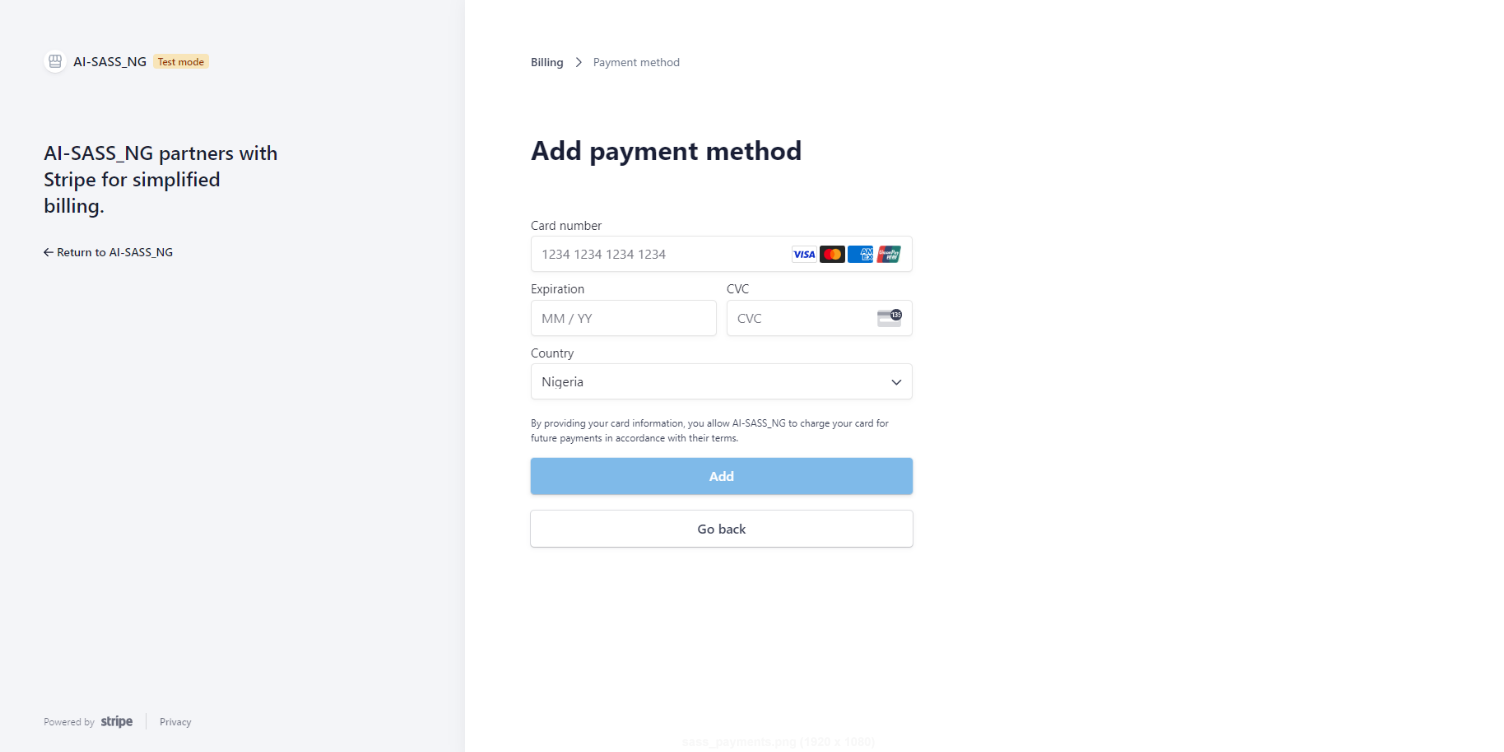 AI-SASS_NG Test mode
AI-SASS_NG partners with
Stripe for simplified
billing.
← Return to AI-SASS_NG
Powered by stripe
Privacy
Billing > Payment method
Add payment method
Card number
1234 1234 1234 1234 VISA AM EX UnionPay
Expiration
MM / YY
CVC
CVC 135
Country
Nigeria
By providing your card information, you allow AI-SASS_NG to charge your card for
future payments in accordance with their terms.
Add
Go back
sass_payments.png (1920 x 1080)